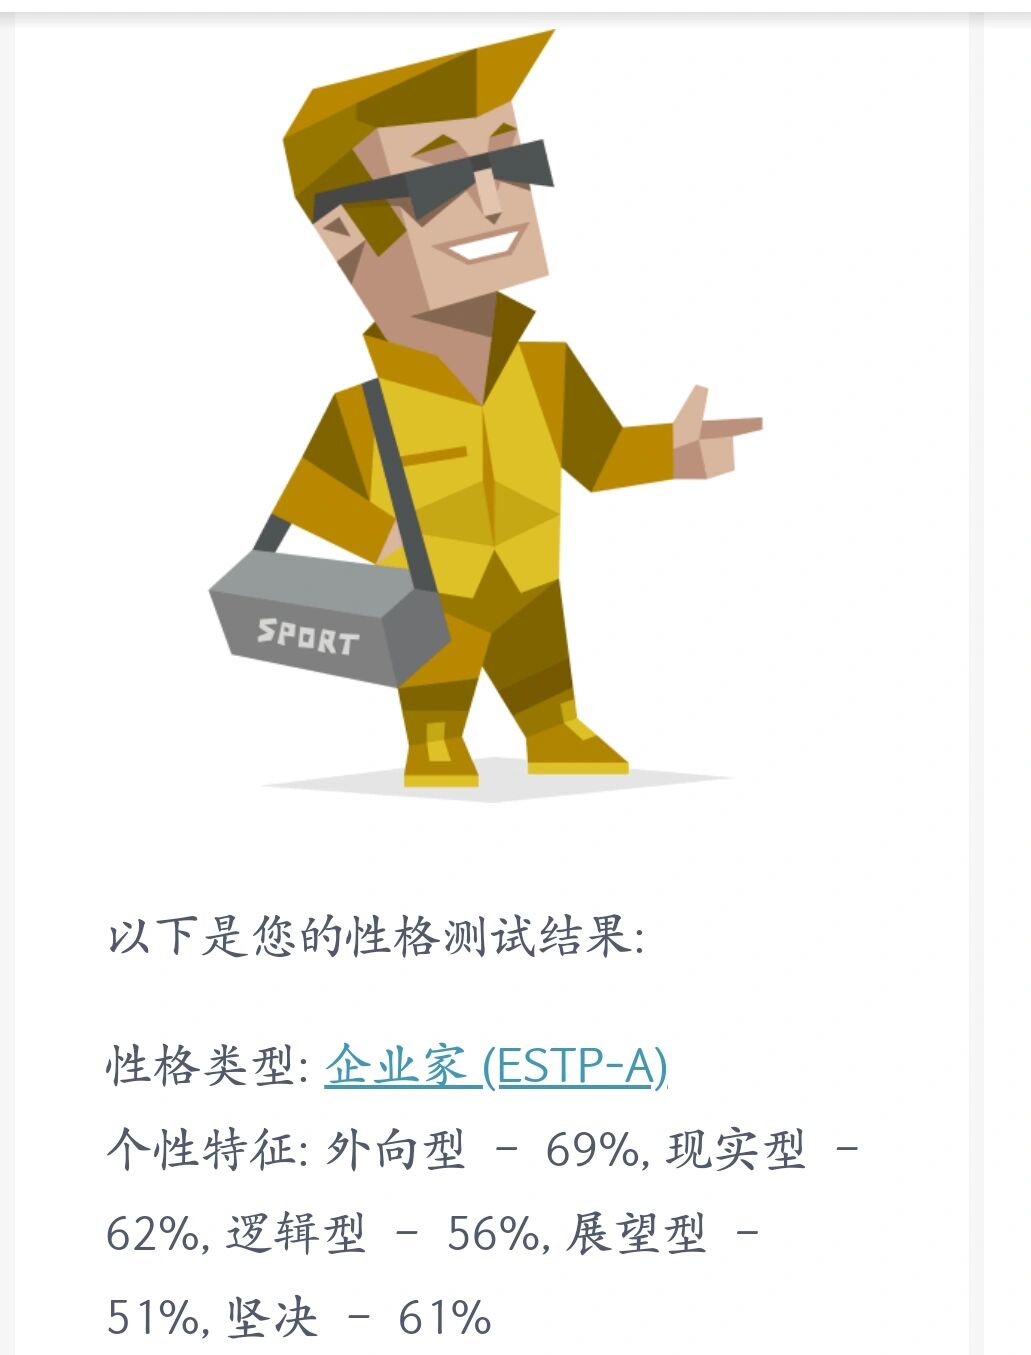 SPORT
以下是您的性格测试结果:
性格类型: 企业家 (ESTP-A)
个性特征: 外向型 - 69%, 现实型 -
62%, 逻辑型 - 56%, 展望型 -
51%, 坚决 - 61%